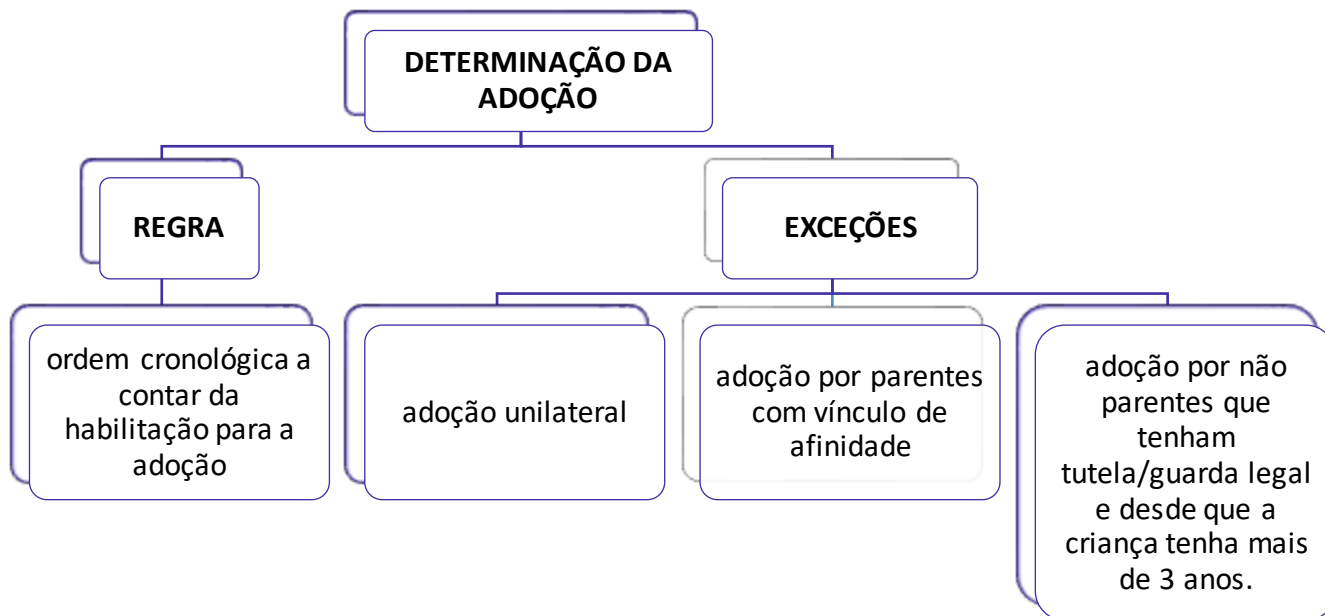 DETERMINAÇÃO DA
ADOÇÃO
REGRA
EXCEÇÕES
ordem cronológica a
contar da
habilitação para a
adoção
adoção unilateral
adoção por parentes
com vínculo de
afinidade
adoção por não
parentes que
tenham
tutela/guarda legal
e desde que a
criança tenha mais
de 3 anos.